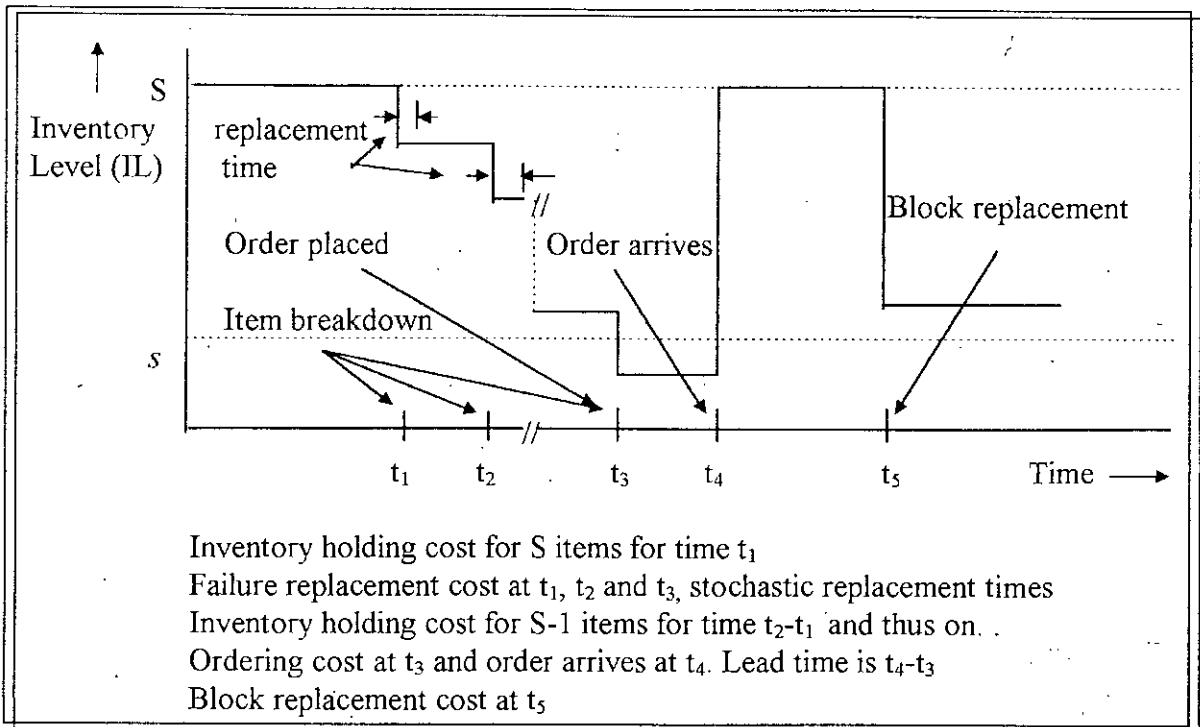 S
Inventory
Level (IL)
replacement
time
Block replacement
Order placed
Order arrives
Item breakdown
s
t₁ t₂ t₃ t₄ t₅ Time
Inventory holding cost for S items for time t₁
Failure replacement cost at t₁, t₂ and t₃, stochastic replacement times
Inventory holding cost for S-1 items for time t₂-t₁ and thus on. .
Ordering cost at t₃ and order arrives at t₄. Lead time is t₄-t₃
Block replacement cost at t₅